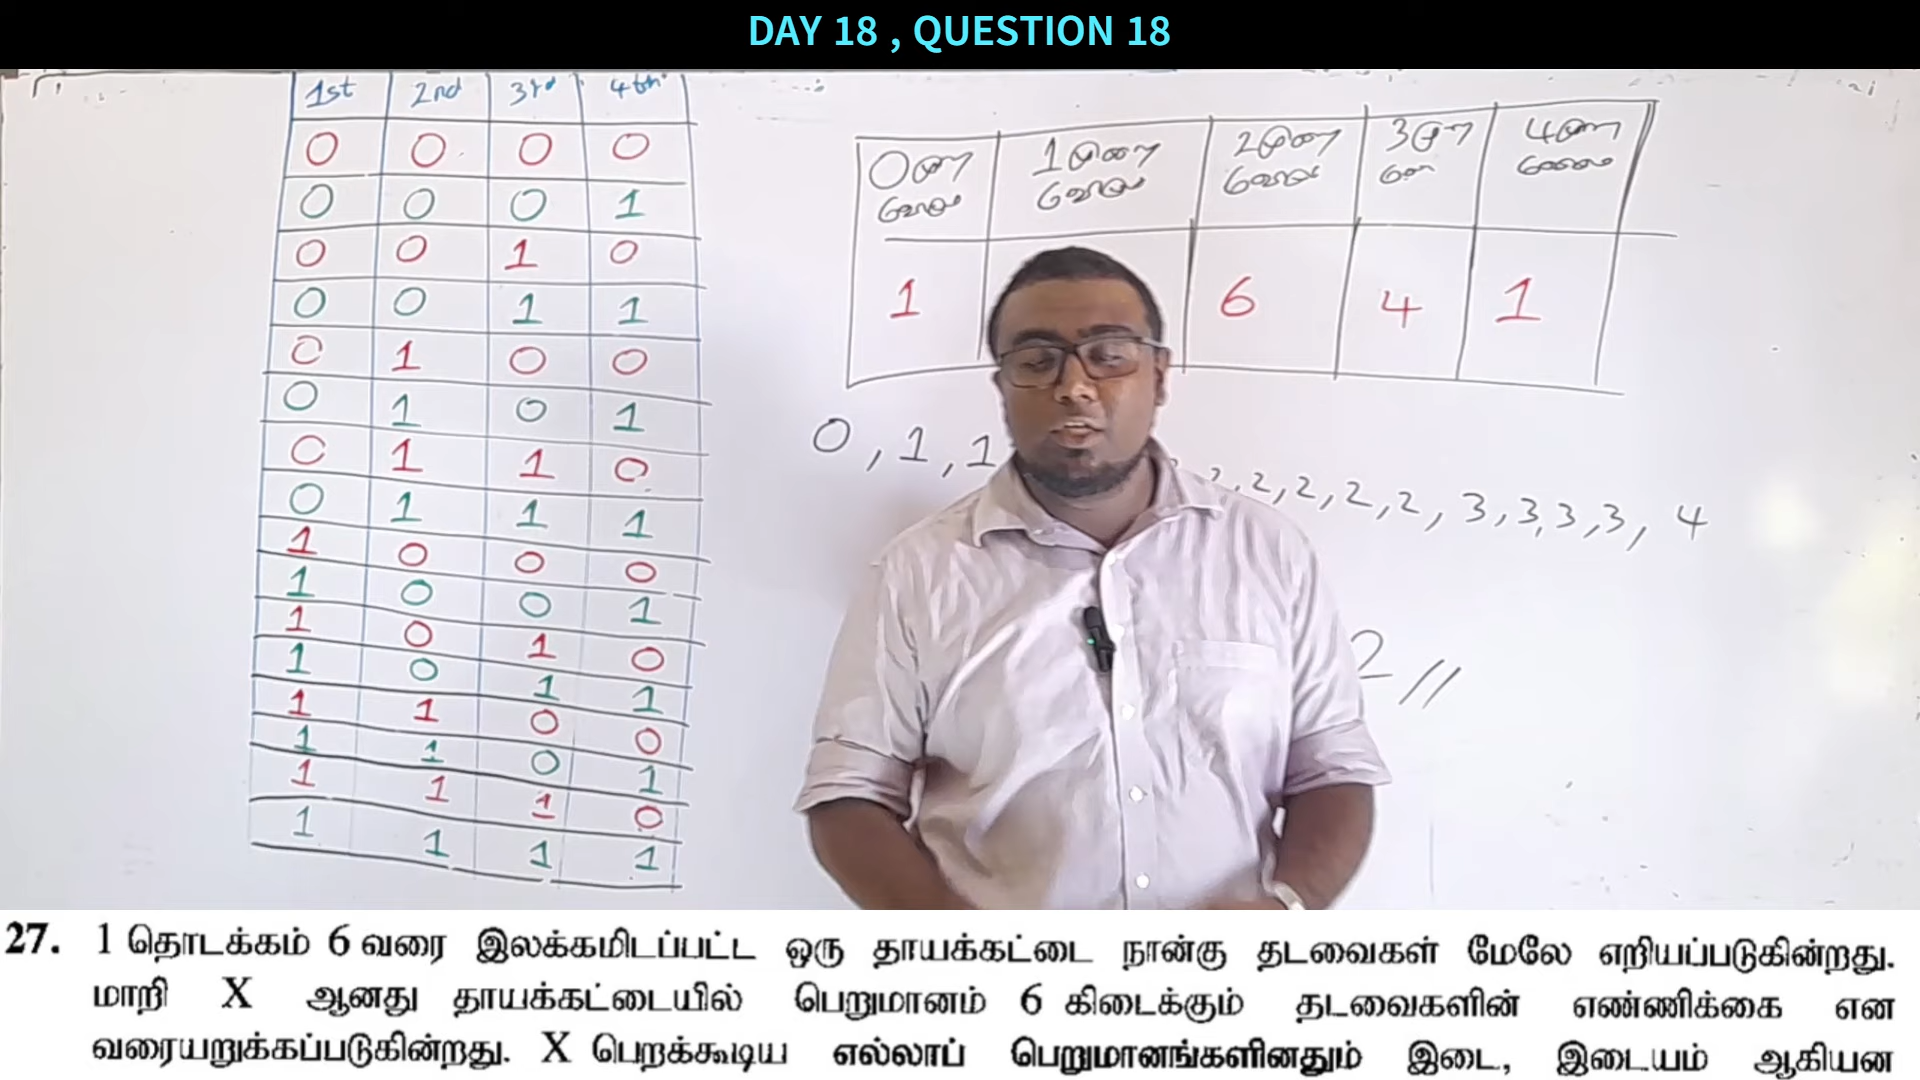 DAY 18 , QUESTION 18
1st 2nd 3rd 4th
0 0 0 0
0 0 0 1
0 0 1 0
0 0 1 1
0 1 0 0
0 1 0 1
0 1 1 0
0 1 1 1
1 0 0 0
1 0 0 1
1 0 1 0
1 0 1 1
1 1 0 0
1 1 0 1
1 1 1 0
1 1 1 1
1 6 4 1
0 , 1 , 1
2, 2, 2, 2, 3, 3, 3, 3, 4
2 //
27. 1 தொடக்கம் 6 வரை இலக்கமிடப்பட்ட ஒரு தாயக்கட்டை நான்கு தடவைகள் மேலே எறியப்படுகின்றது.
மாறி X ஆனது தாயக்கட்டையில் பெறுமானம் 6 கிடைக்கும் தடவைகளின் எண்ணிக்கை என
வரையறுக்கப்படுகின்றது. X பெறக்கூடிய எல்லாப் பெறுமானங்களினதும் இடை, இடையம் ஆகியன